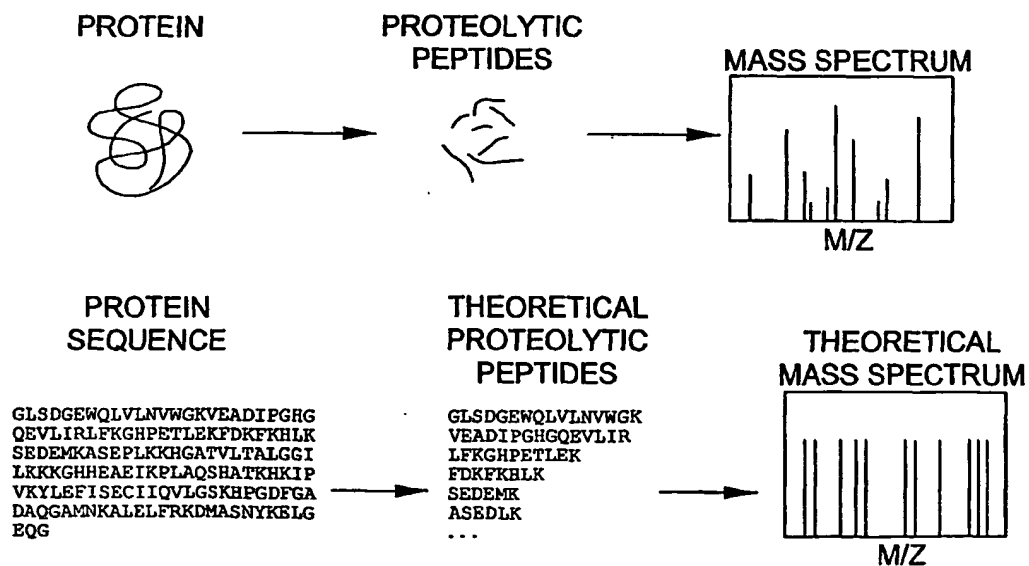 PROTEIN
PROTEOLYTIC
PEPTIDES
MASS SPECTRUM
M/Z
PROTEIN
SEQUENCE
THEORETICAL
PROTEOLYTIC
PEPTIDES
THEORETICAL
MASS SPECTRUM
GLSDGEWQLVLNVWGKVEADIPGHG
QEVLIRLFKGHPETLEKFDKFKHLK
SEDEMKASEPLKKHGATVLTALGGI
LKKKGHHEAEIKPLAQSHATKHKIP
VKYLEFISECIIQVLGSKHPGDFGA
DAQGAMNKALELFRKDMASNYKELG
EQG
GLSDGEWQLVLNVWGK
VEADIPGHGQEVLIR
LFKGHPETLEK
FDKFKHLK
SEDEMK
ASEDLK
...
M/Z